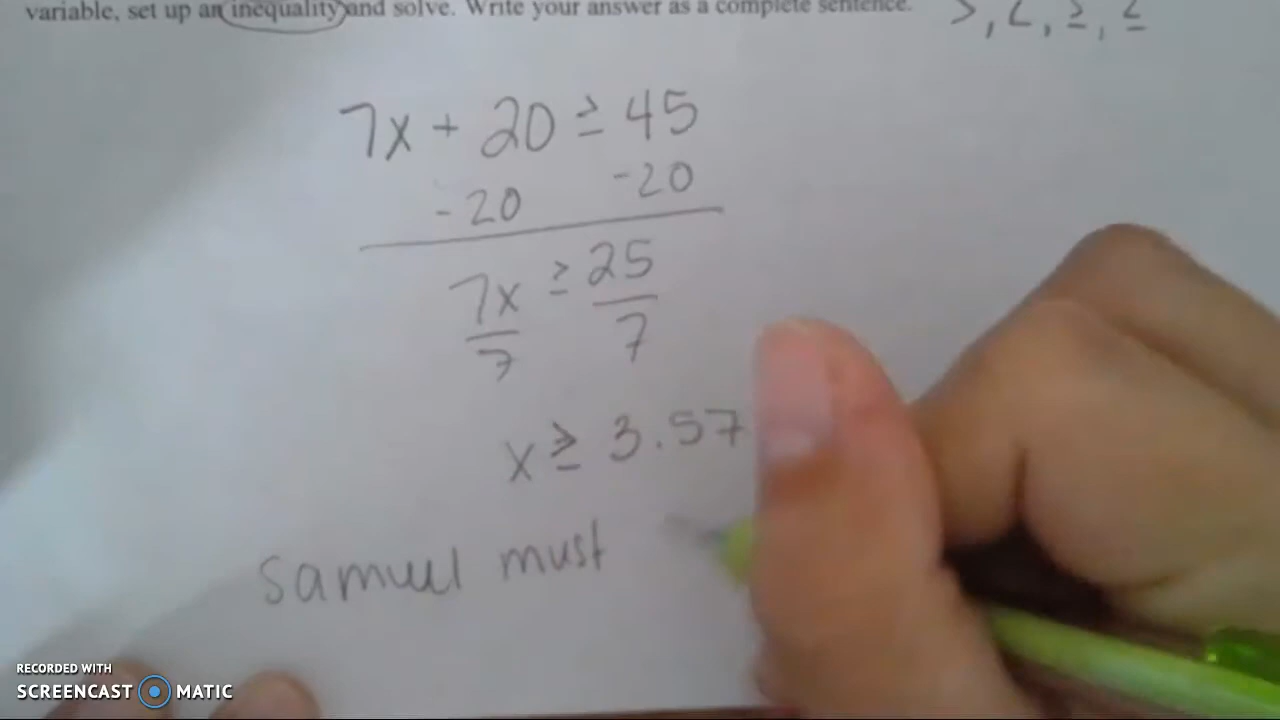 variable, set up an inequality and solve. Write your answer as a complete sentence.
>, <, ≥, ≤
7x + 20 ≥ 45
-20 -20
7x ≥ 25
7 7
x ≥ 3.57
Samuel must
RECORDED WITH
SCREENCAST MATIC